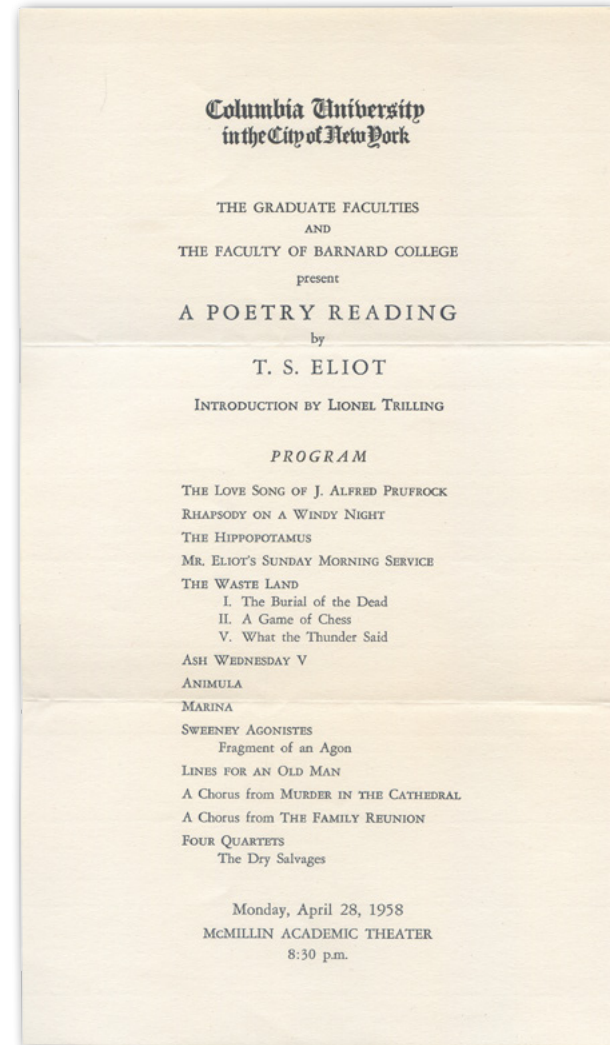 Columbia University
in the City of New York
THE GRADUATE FACULTIES
AND
THE FACULTY OF BARNARD COLLEGE
present
A POETRY READING
by
T. S. ELIOT
INTRODUCTION BY LIONEL TRILLING
PROGRAM
THE LOVE SONG OF J. ALFRED PRUFROCK
RHAPSODY ON A WINDY NIGHT
THE HIPPOPOTAMUS
MR. ELIOT'S SUNDAY MORNING SERVICE
THE WASTE LAND
I. The Burial of the Dead
II. A Game of Chess
V. What the Thunder Said
ASH WEDNESDAY V
ANIMULA
MARINA
SWEENEY AGONISTES
Fragment of an Agon
LINES FOR AN OLD MAN
A Chorus from MURDER IN THE CATHEDRAL
A Chorus from THE FAMILY REUNION
FOUR QUARTETS
The Dry Salvages
Monday, April 28, 1958
McMILLIN ACADEMIC THEATER
8:30 p.m.